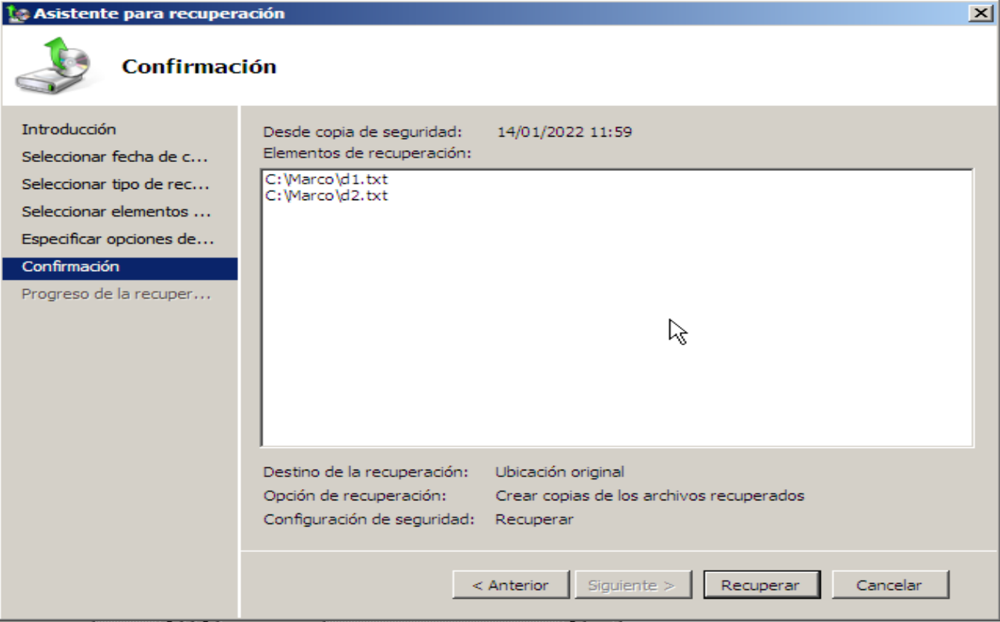 Asistente para recuperación
Confirmación
Introducción
Seleccionar fecha de c...
Seleccionar tipo de rec...
Seleccionar elementos ...
Especificar opciones de...
Confirmación
Progreso de la recuper...
Desde copia de seguridad: 14/01/2022 11:59
Elementos de recuperación:
C:\Marco\d1.txt
C:\Marco\d2.txt
Destino de la recuperación: Ubicación original
Opción de recuperación: Crear copias de los archivos recuperados
Configuración de seguridad: Recuperar
< Anterior Siguiente > Recuperar Cancelar